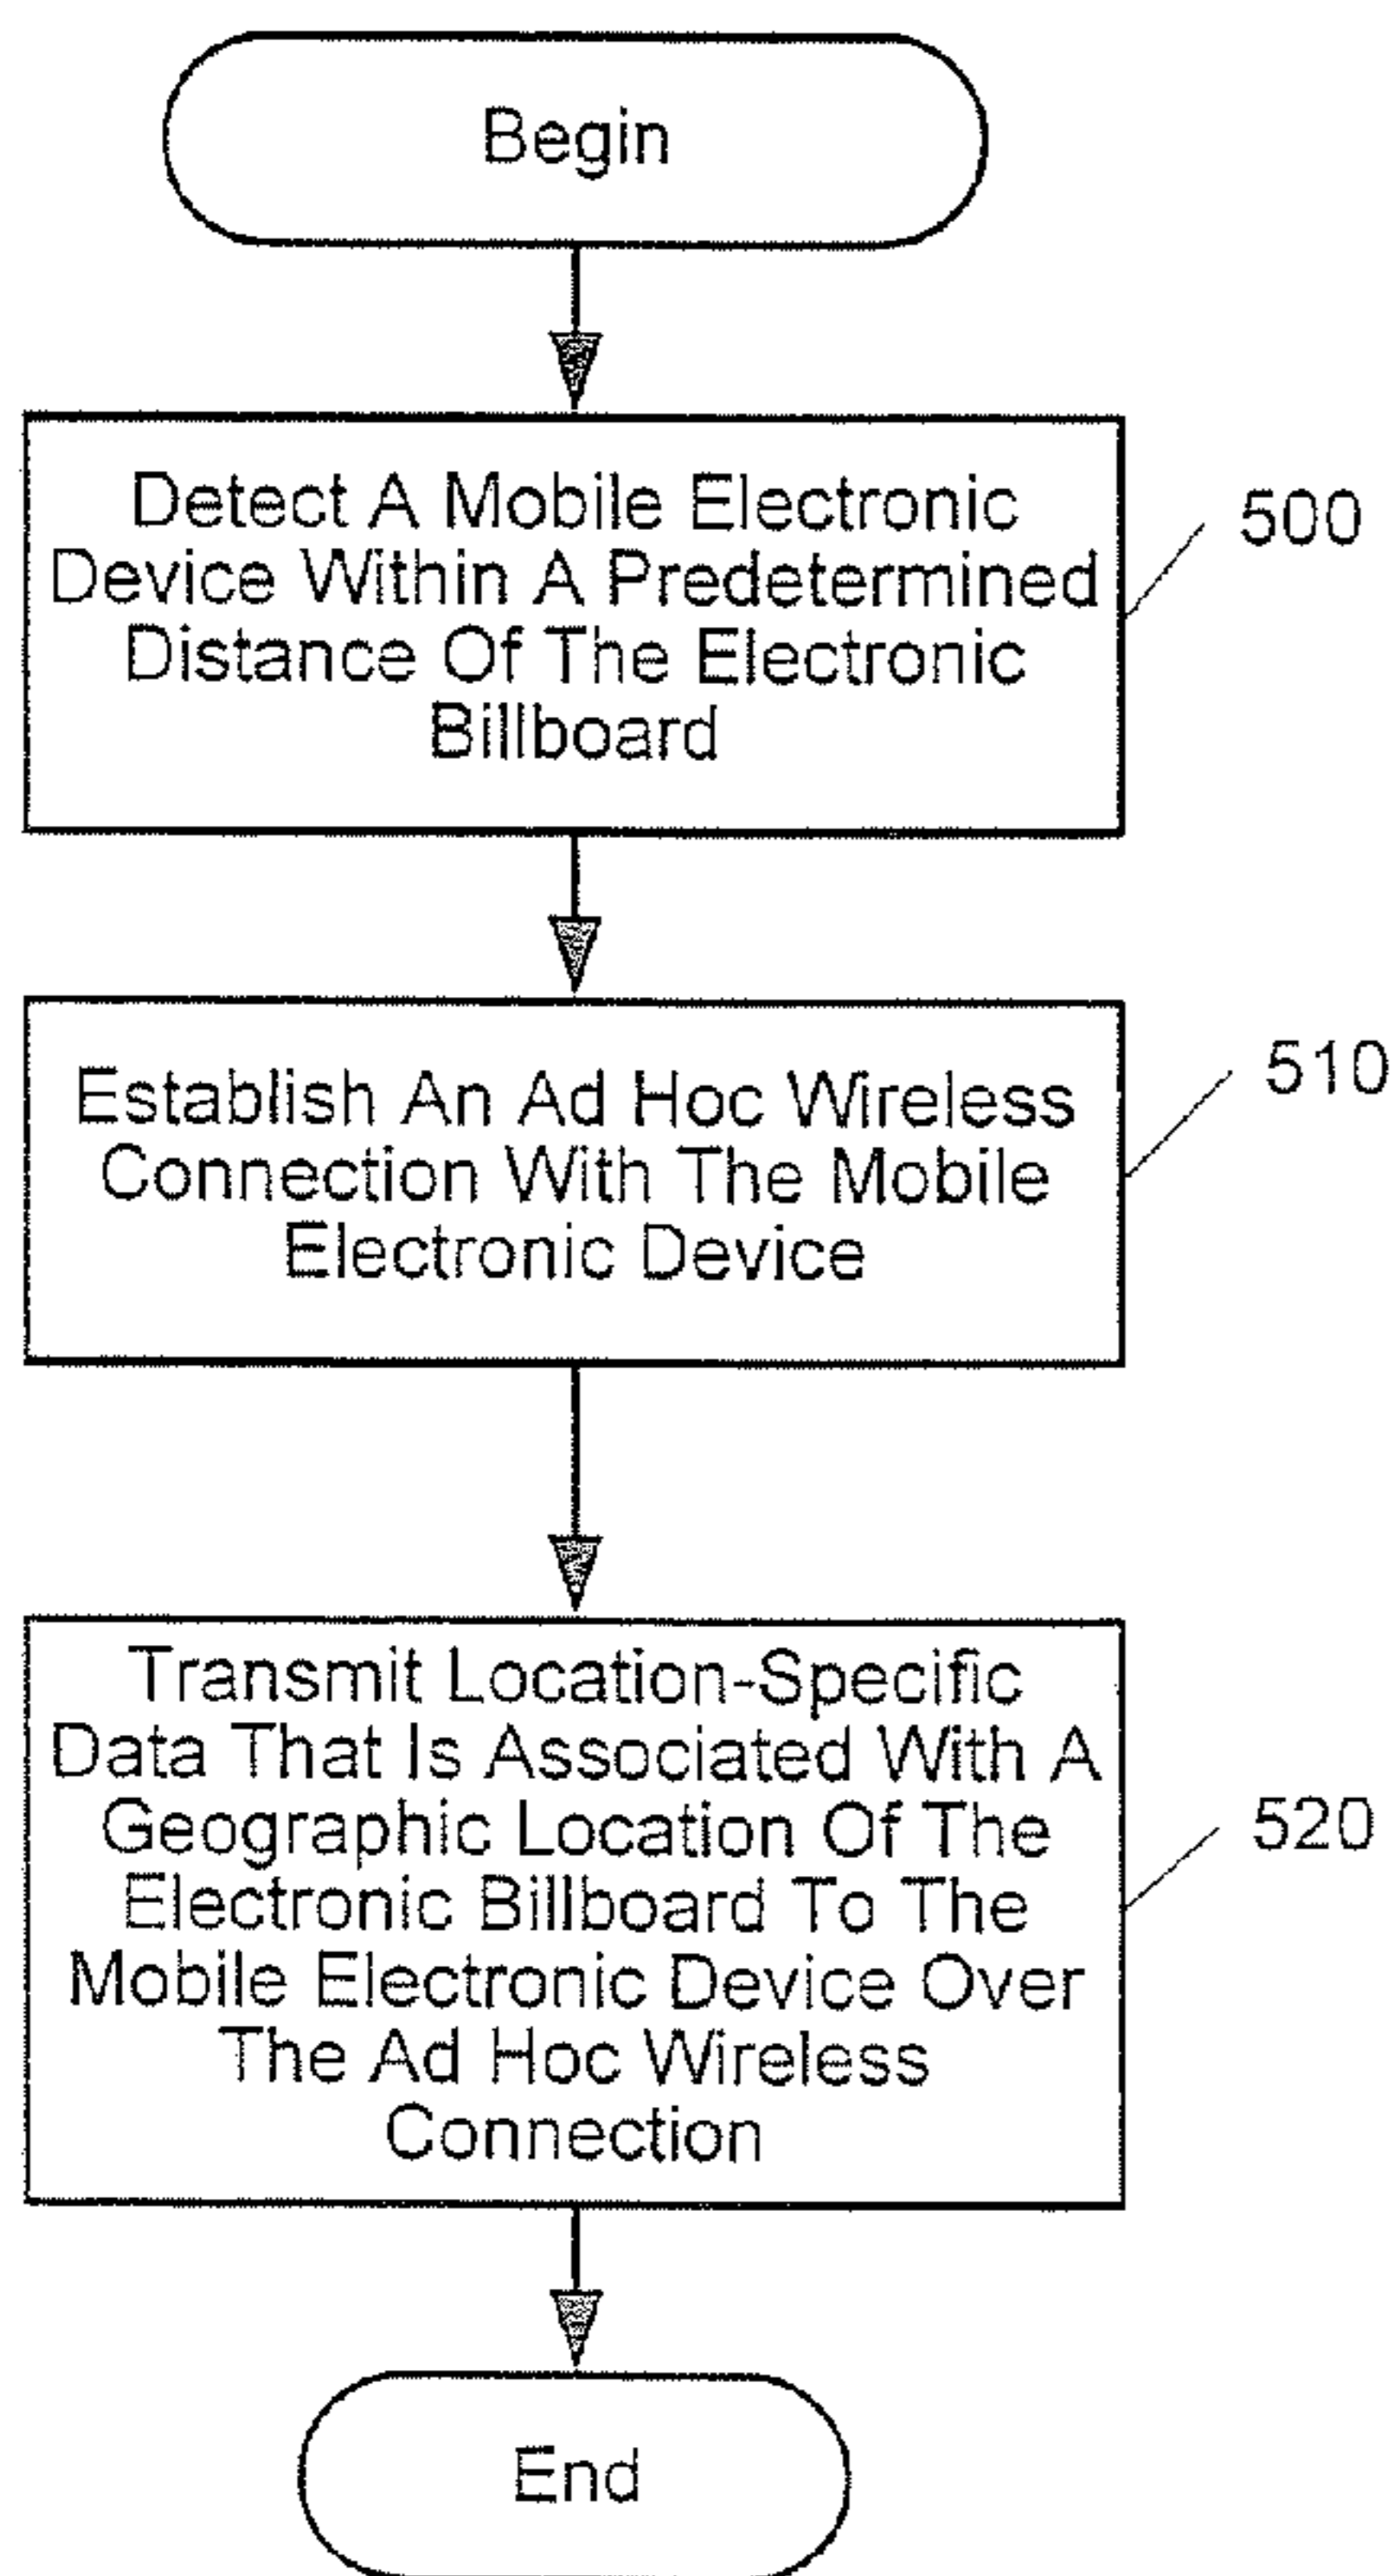 Begin
Detect A Mobile Electronic
Device Within A Predetermined
Distance Of The Electronic
Billboard
500
Establish An Ad Hoc Wireless
Connection With The Mobile
Electronic Device
510
Transmit Location-Specific
Data That Is Associated With A
Geographic Location Of The
Electronic Billboard To The
Mobile Electronic Device Over
The Ad Hoc Wireless
Connection
520
End